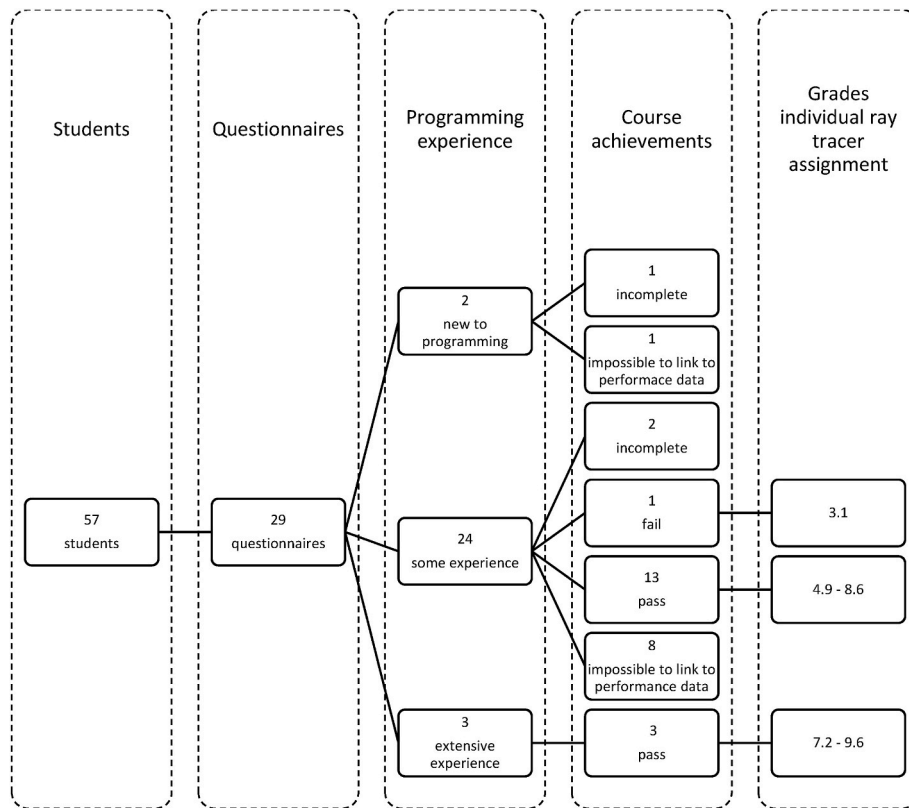 Students
Questionnaires
Programming
experience
Course
achievements
Grades
individual ray
tracer
assignment
57
students
29
questionnaires
2
new to
programming
24
some experience
3
extensive
experience
1
incomplete
1
impossible to link to
performace data
2
incomplete
1
fail
13
pass
8
impossible to link to
performance data
3
pass
3.1
4.9 - 8.6
7.2 - 9.6